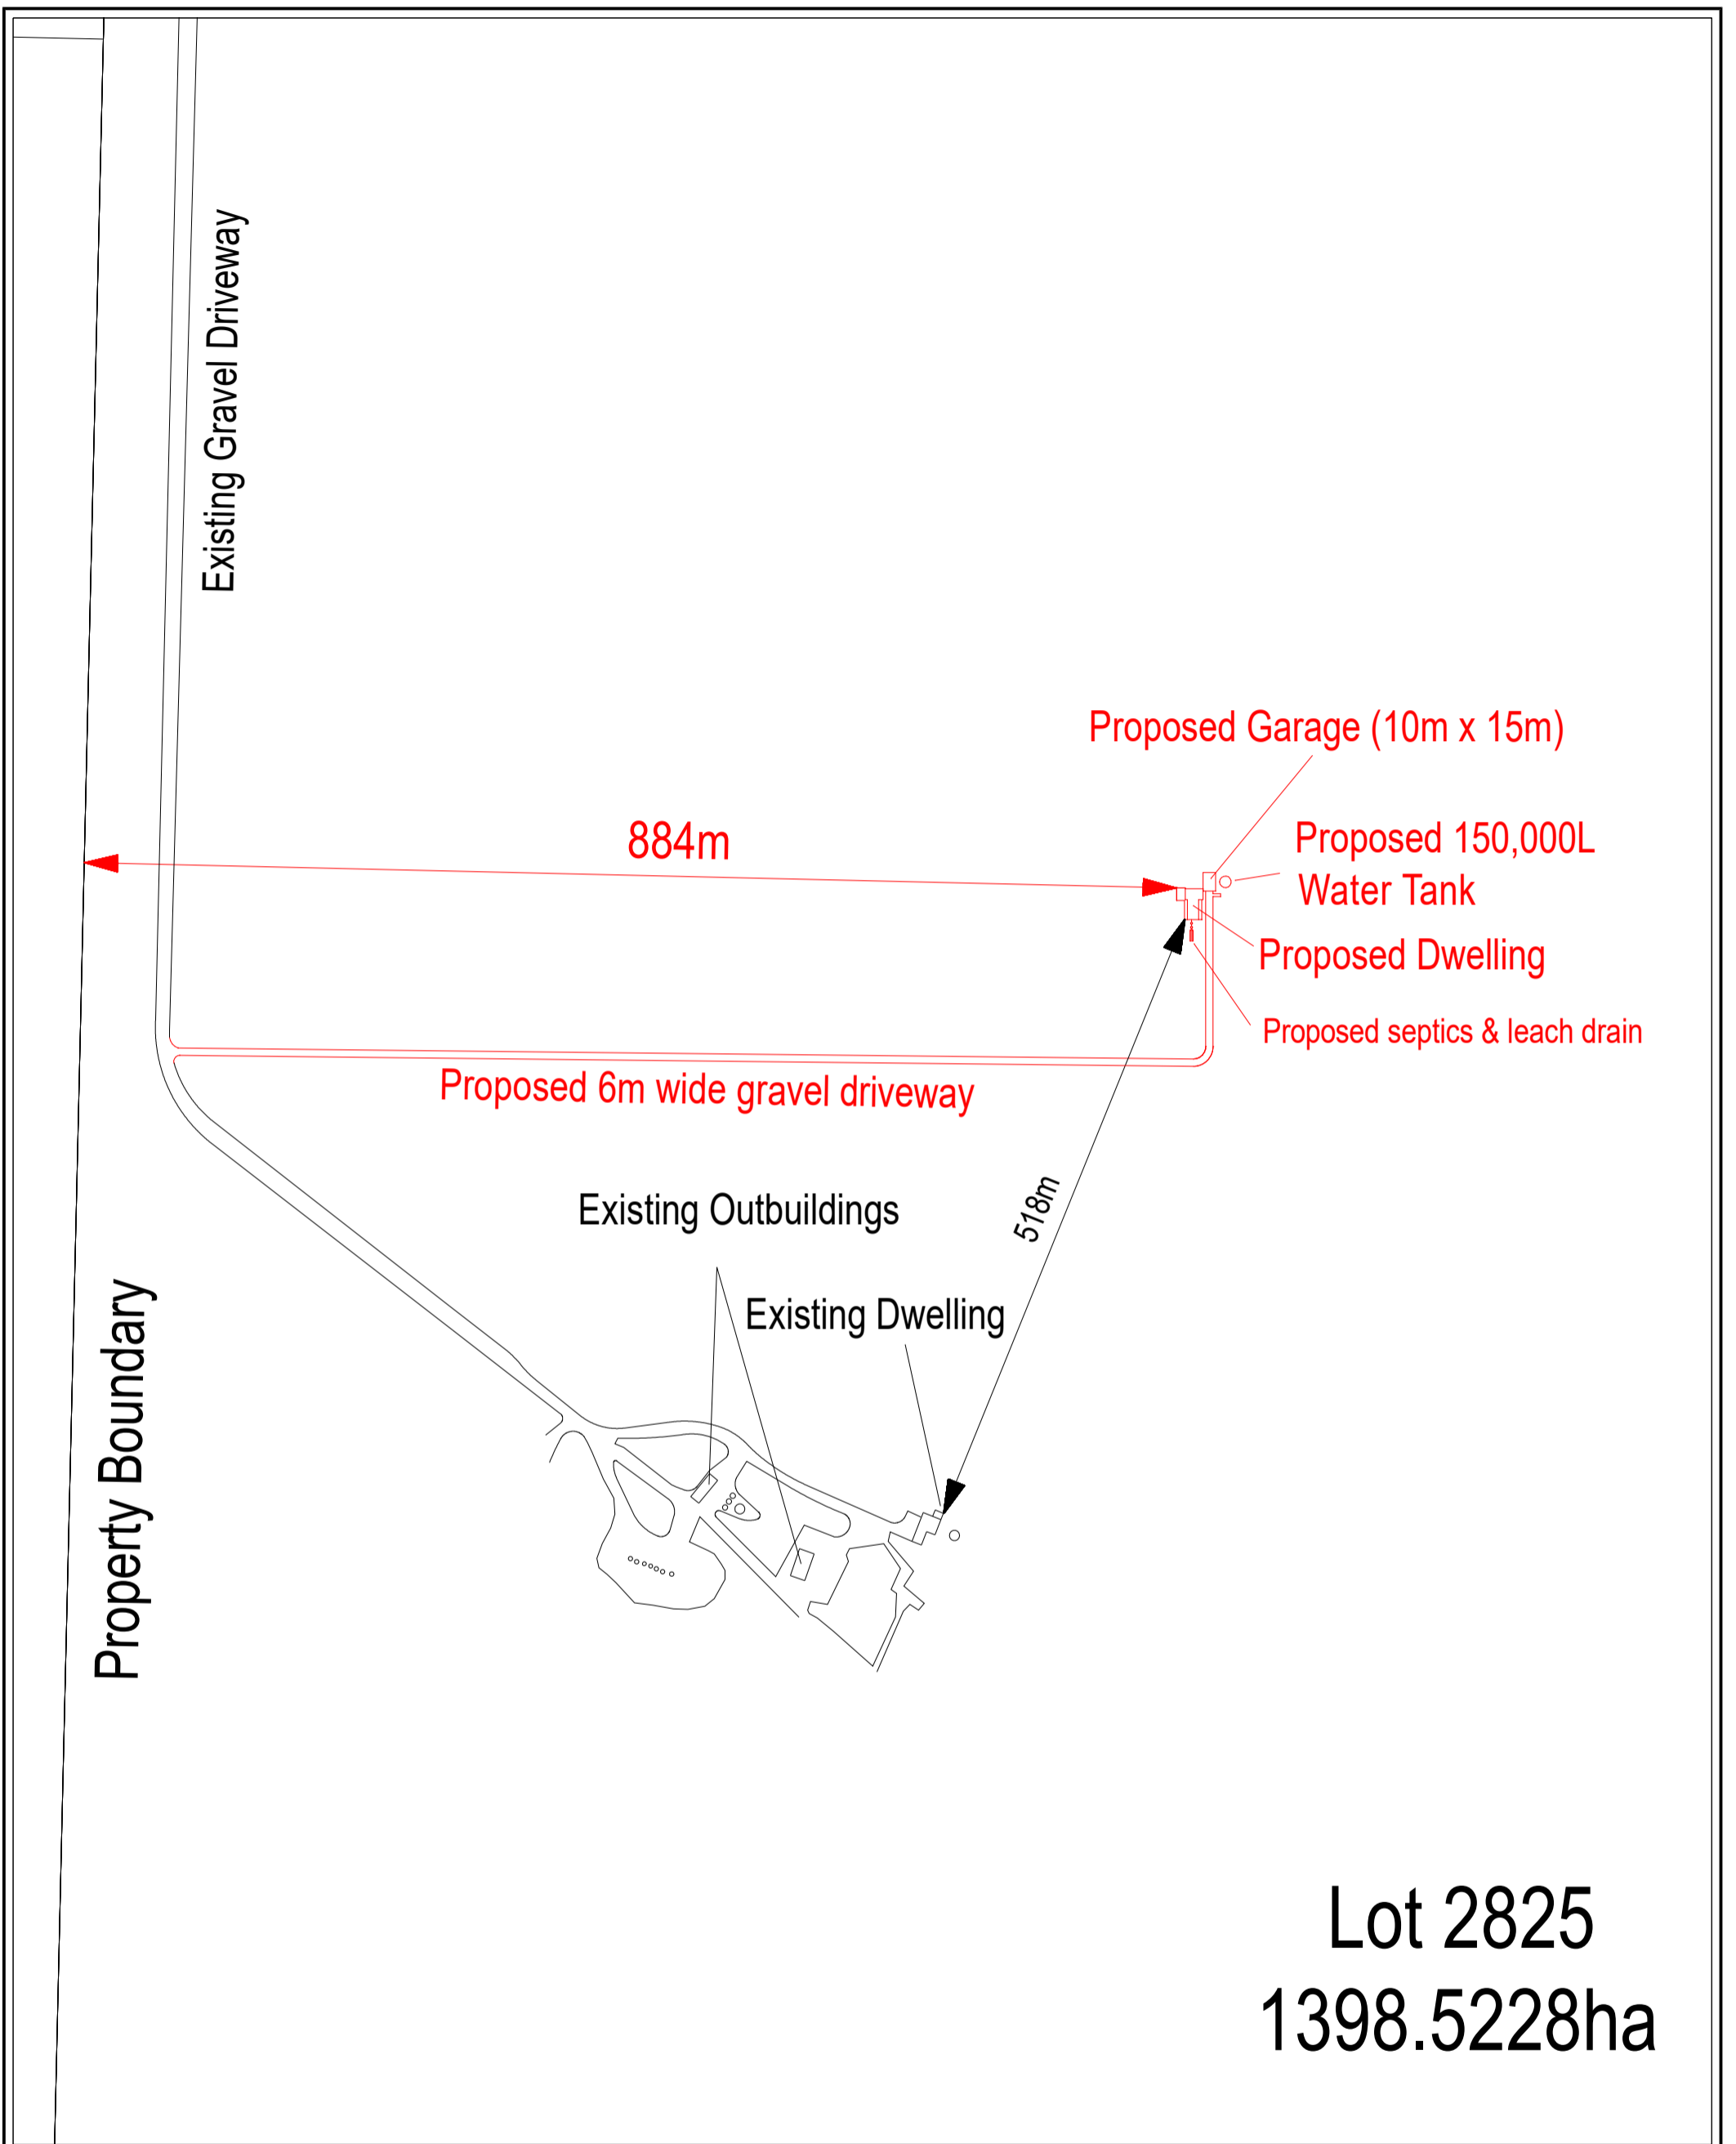 Existing Gravel Driveway
Proposed Garage (10m x 15m)
884m
Proposed 150,000L
Water Tank
Proposed Dwelling
Proposed septics & leach drain
Proposed 6m wide gravel driveway
518m
Existing Outbuildings
Existing Dwelling
Property Boundary
Lot 2825
1398.5228ha